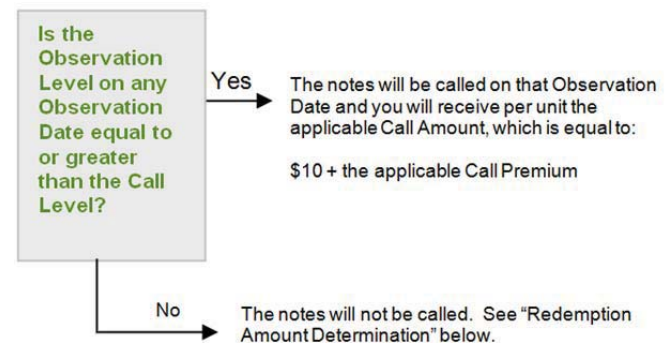 Is the
Observation
Level on any
Observation
Date equal to
or greater
than the Call
Level?
Yes
The notes will be called on that Observation
Date and you will receive per unit the
applicable Call Amount, which is equal to:
$10 + the applicable Call Premium
No
The notes will not be called. See “Redemption
Amount Determination” below.